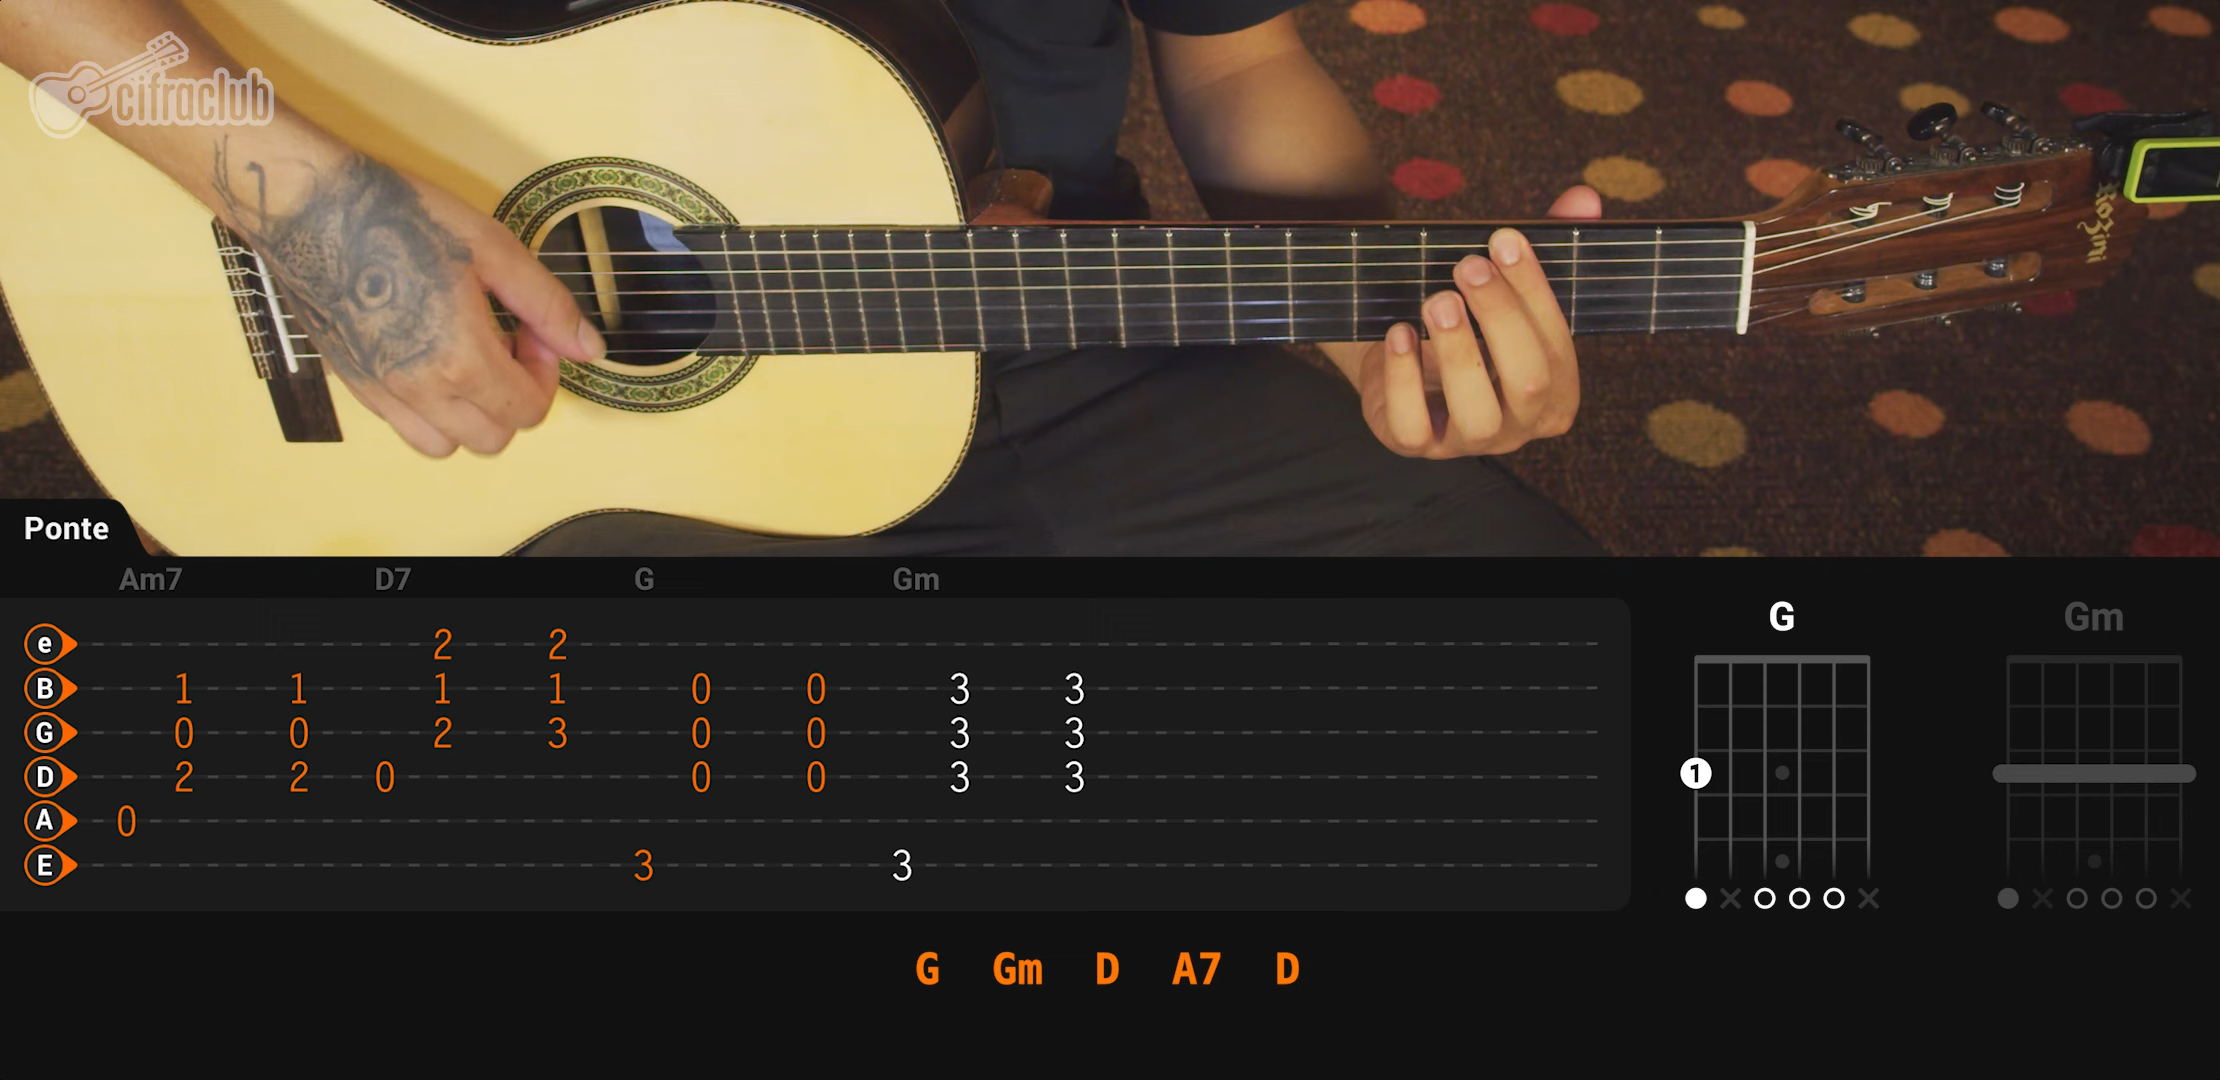 cifraclub
Giannini
Ponte
Am7 D7 G Gm
e 2 2
B 1 1 1 1 0 0 3 3
G 0 0 2 3 0 0 3 3
D 2 2 0 0 0 3 3
A 0
E 3 3
G Gm
1
G Gm D A7 D